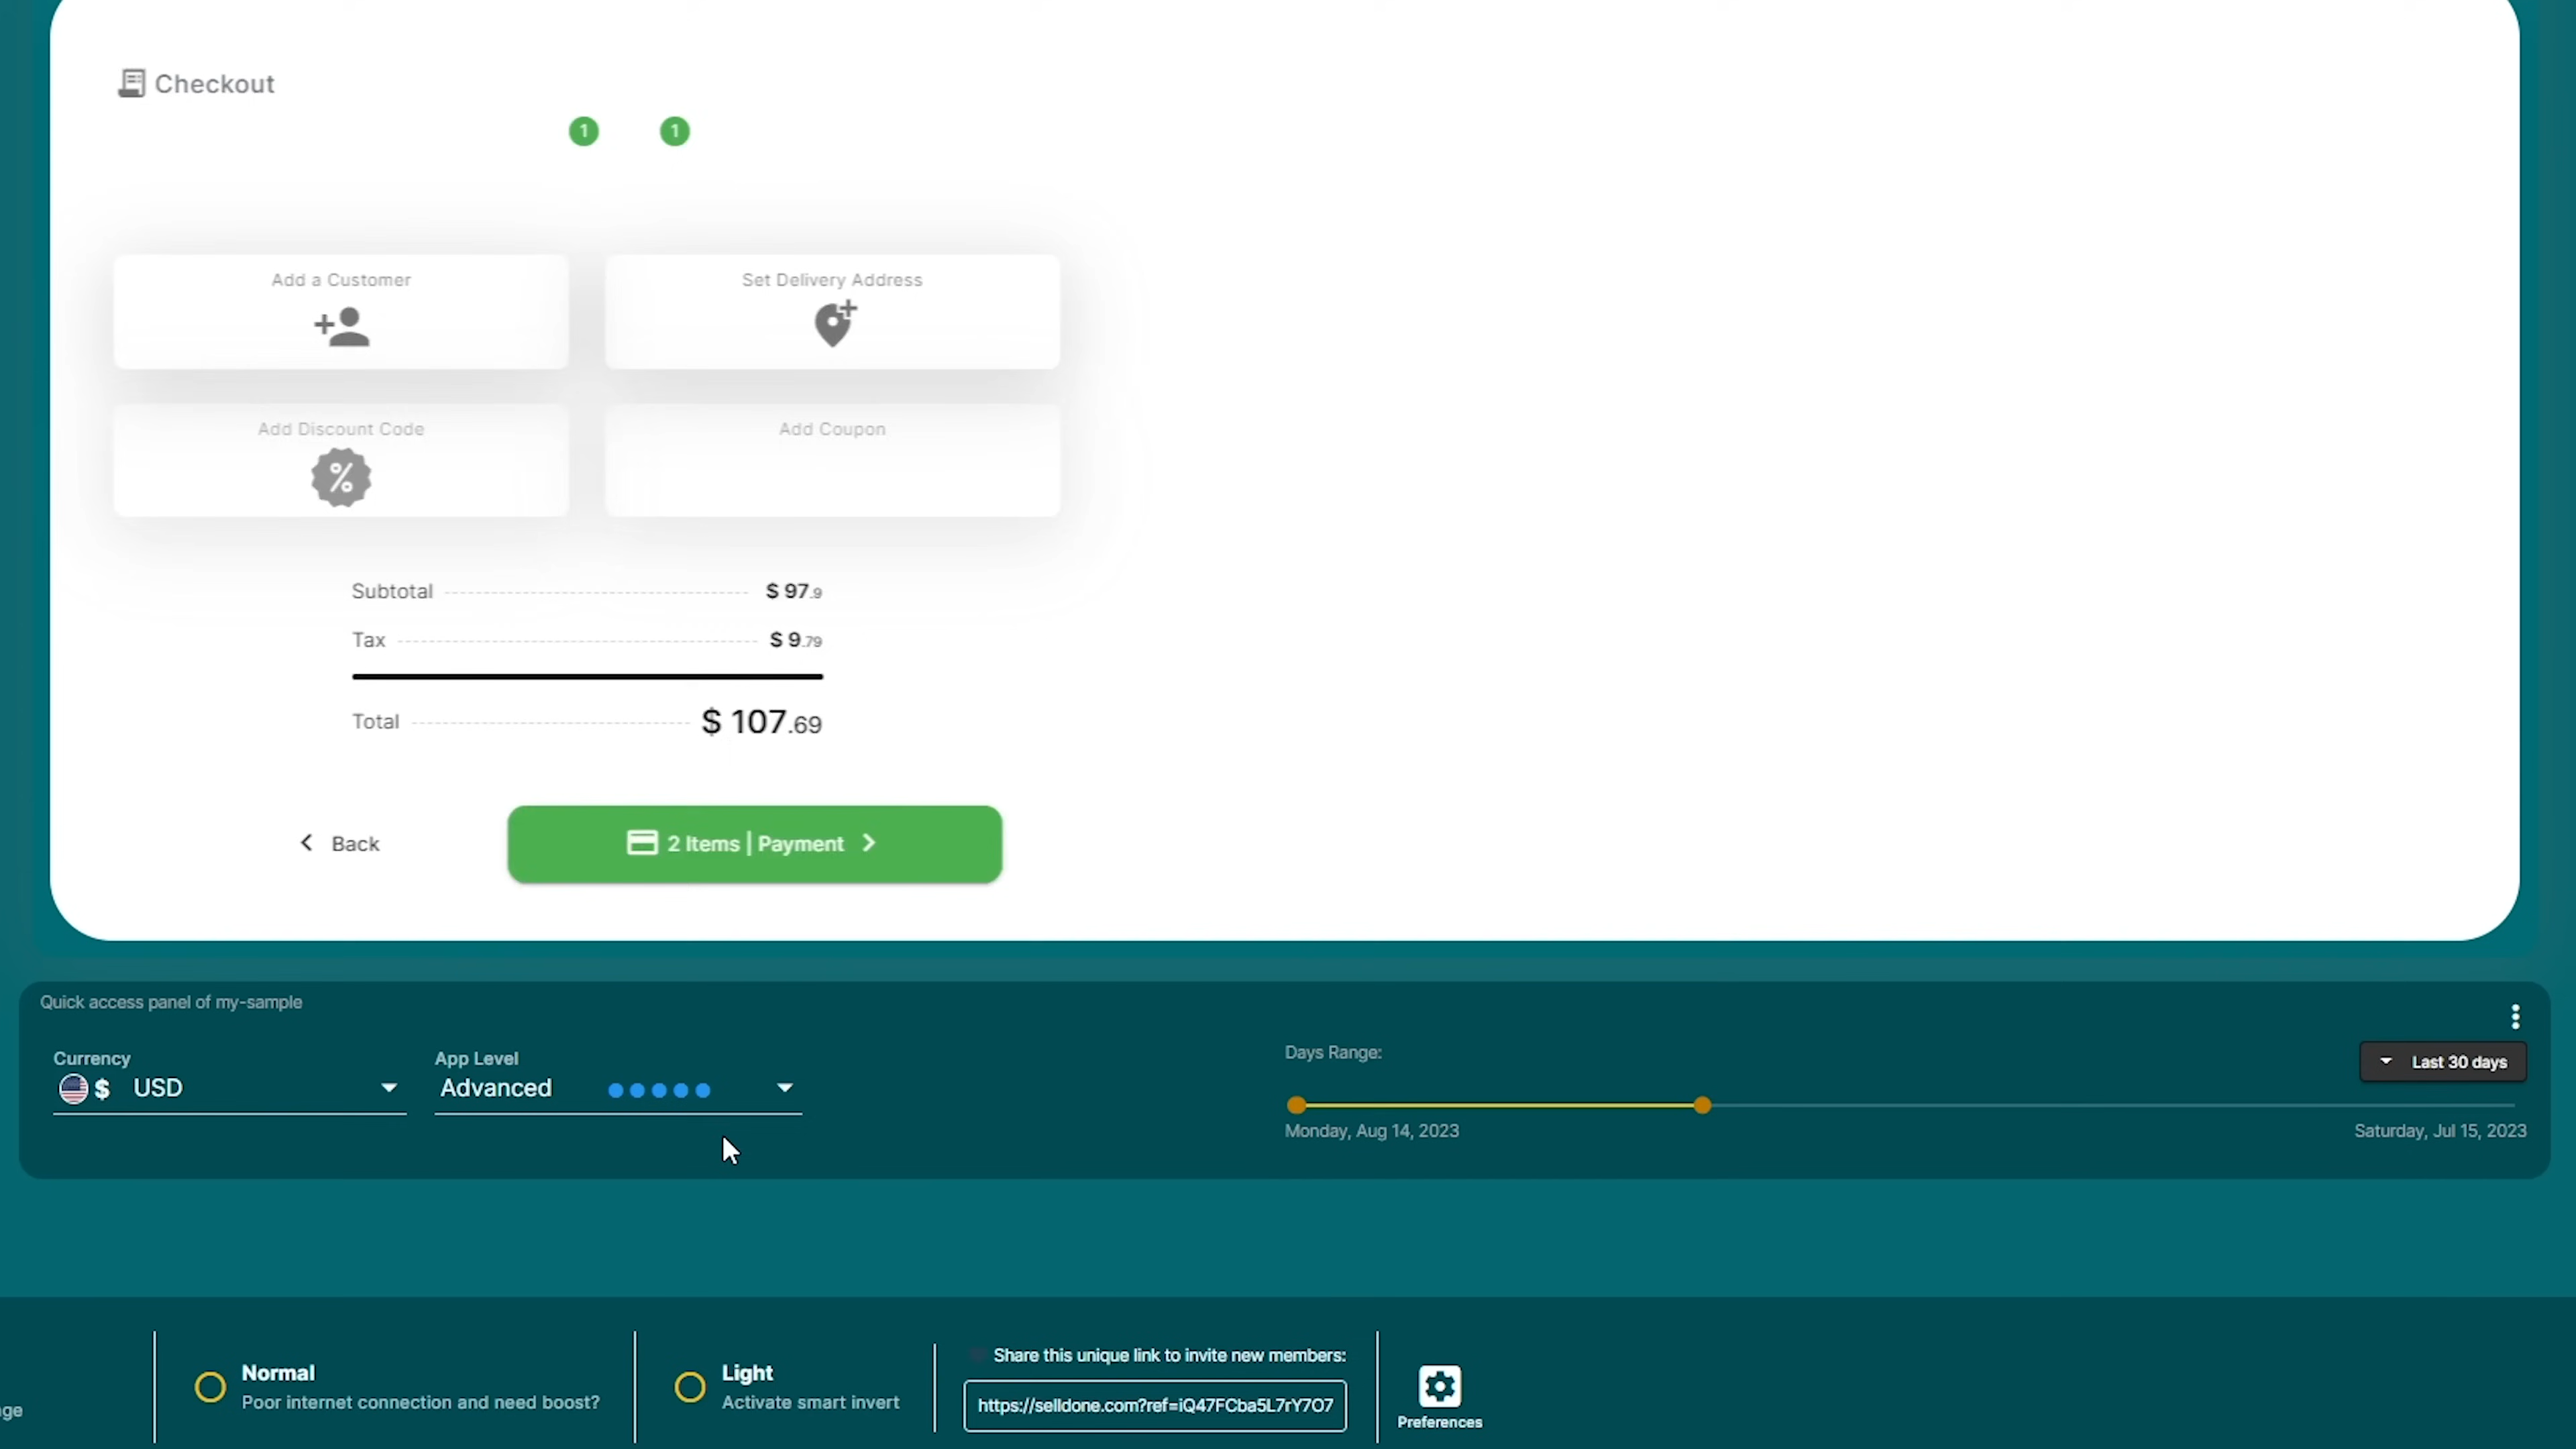 Checkout
1 1
Add a Customer
Set Delivery Address
Add Discount Code
%
Add Coupon
Subtotal $ 97.9
Tax $ 9.79
Total $ 107.69
Back
2 Items | Payment
Quick access panel of my-sample
Currency
$ USD
App Level
Advanced
Days Range:
Last 30 days
Monday, Aug 14, 2023
Saturday, Jul 15, 2023
Normal
Poor internet connection and need boost?
Light
Activate smart invert
Share this unique link to invite new members:
https://selldone.com?ref=iQ47FCba5L7rY7O7
Preferences